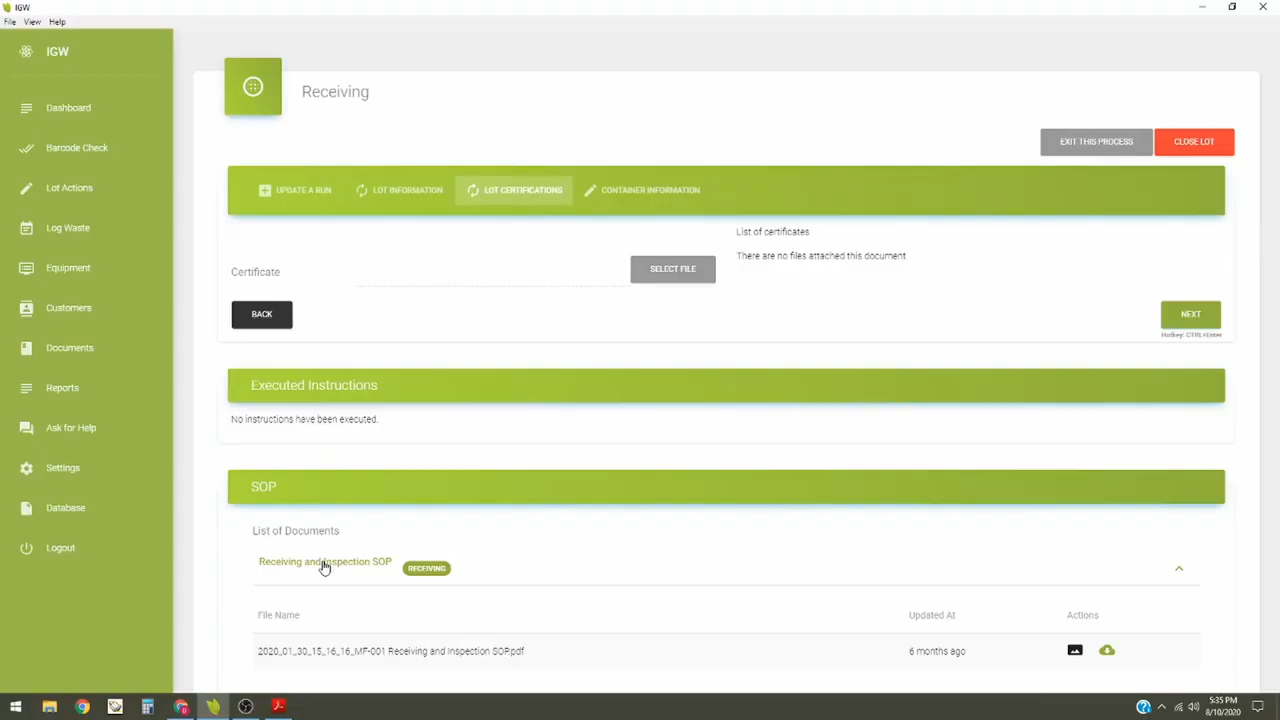 IGW
File View Help
IGW
Dashboard
Barcode Check
Lot Actions
Log Waste
Equipment
Customers
Documents
Reports
Ask for Help
Settings
Database
Logout
Receiving
EXIT THIS PROCESS CLOSE LOT
UPDATE A RUN LOT INFORMATION LOT CERTIFICATIONS CONTAINER INFORMATION
List of certificates
There are no files attached this document
Certificate SELECT FILE
BACK NEXT
Hotkey: CTRL+Enter
Executed Instructions
No instructions have been executed.
SOP
List of Documents
Receiving and Inspection SOP RECEIVING
File Name Updated At Actions
2020_01_30_15_16_16_MF-001 Receiving and Inspection SOP.pdf 6 months ago
5:35 PM
8/10/2020